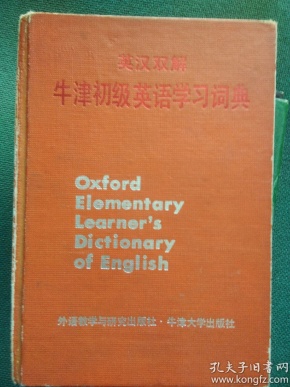 英汉双解
牛津初级英语学习词典
Oxford
Elementary
Learner's
Dictionary
of English
外语教学与研究出版社·牛津大学出版社
孔夫子旧书网
kongfz.com